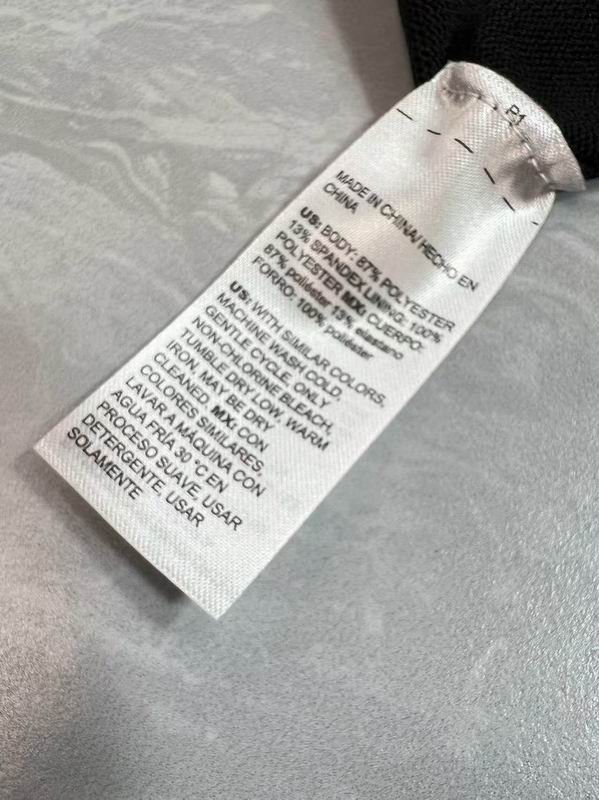 P1
MADE IN CHINA/ HECHO EN
CHINA
US: BODY: 87% POLYESTER
13% SPANDEX LINING: 100%
POLYESTER MX: CUERPO:
87% poliéster 13% elastano
FORRO: 100% poliéster
US: WITH SIMILAR COLORS,
MACHINE WASH COLD,
GENTLE CYCLE, ONLY
NON-CHLORINE BLEACH,
TUMBLE DRY LOW, WARM
IRON, MAY BE DRY
CLEANED. MX: CON
COLORES SIMILARES,
LAVAR A MÁQUINA CON
AGUA FRÍA 30 °C EN
PROCESO SUAVE, USAR
DETERGENTE, USAR
SOLAMENTE